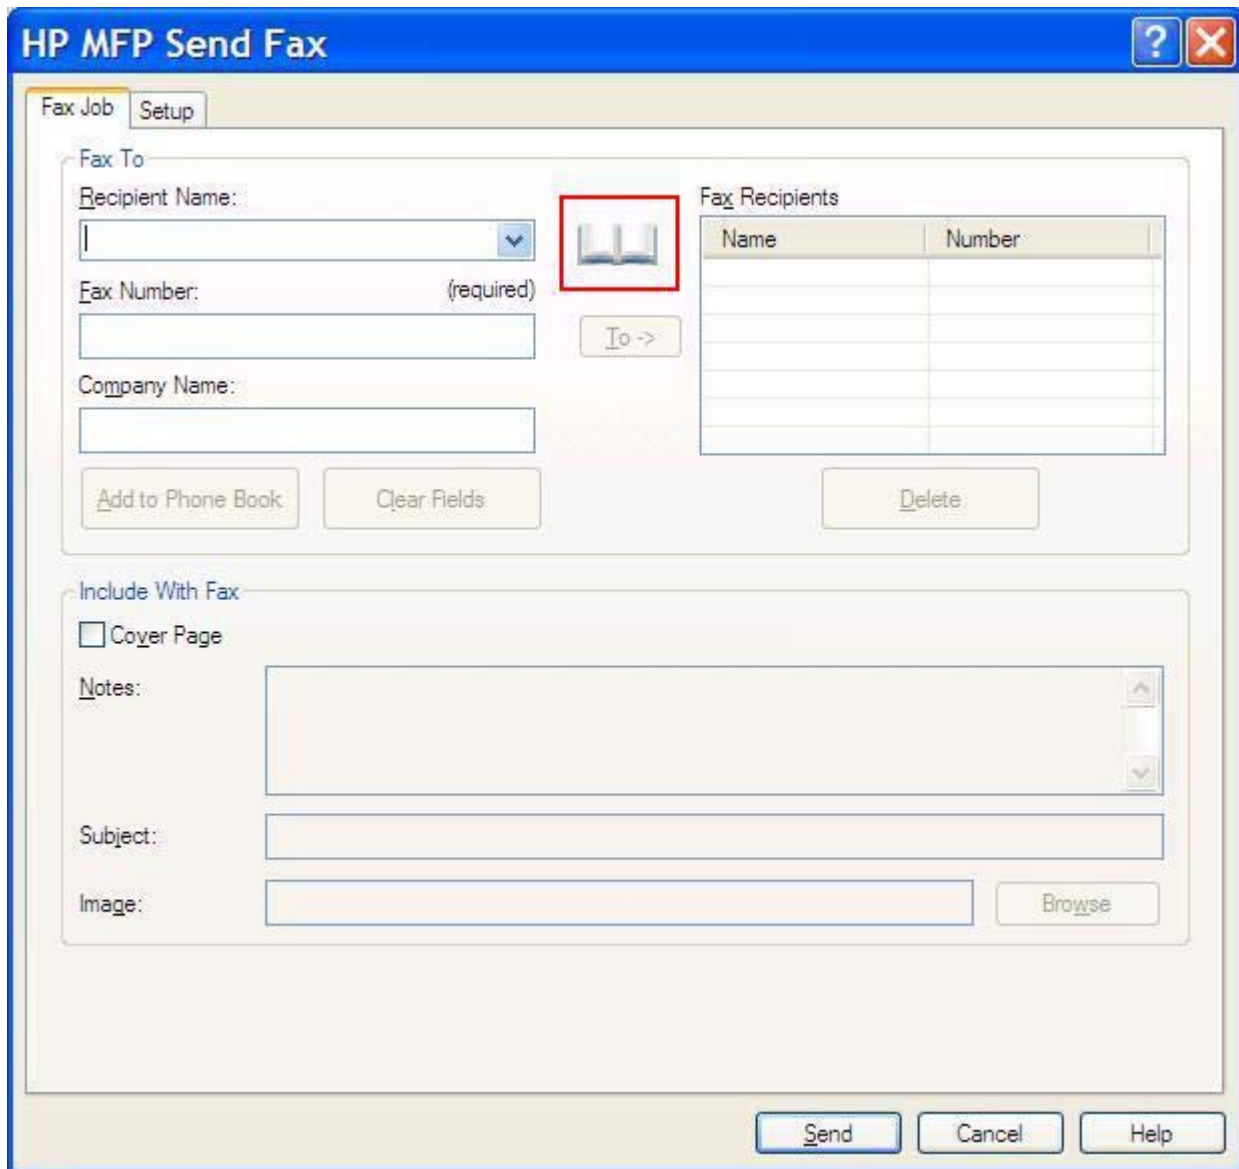 HP MFP Send Fax
Fax Job
Setup
Fax To
Recipient Name:
Fax Number:
(required)
Company Name:
Add to Phone Book
Clear Fields
To ->
Fax Recipients
Name
Number
Delete
Include With Fax
Cover Page
Notes:
Subject:
Image:
Browse
Send
Cancel
Help